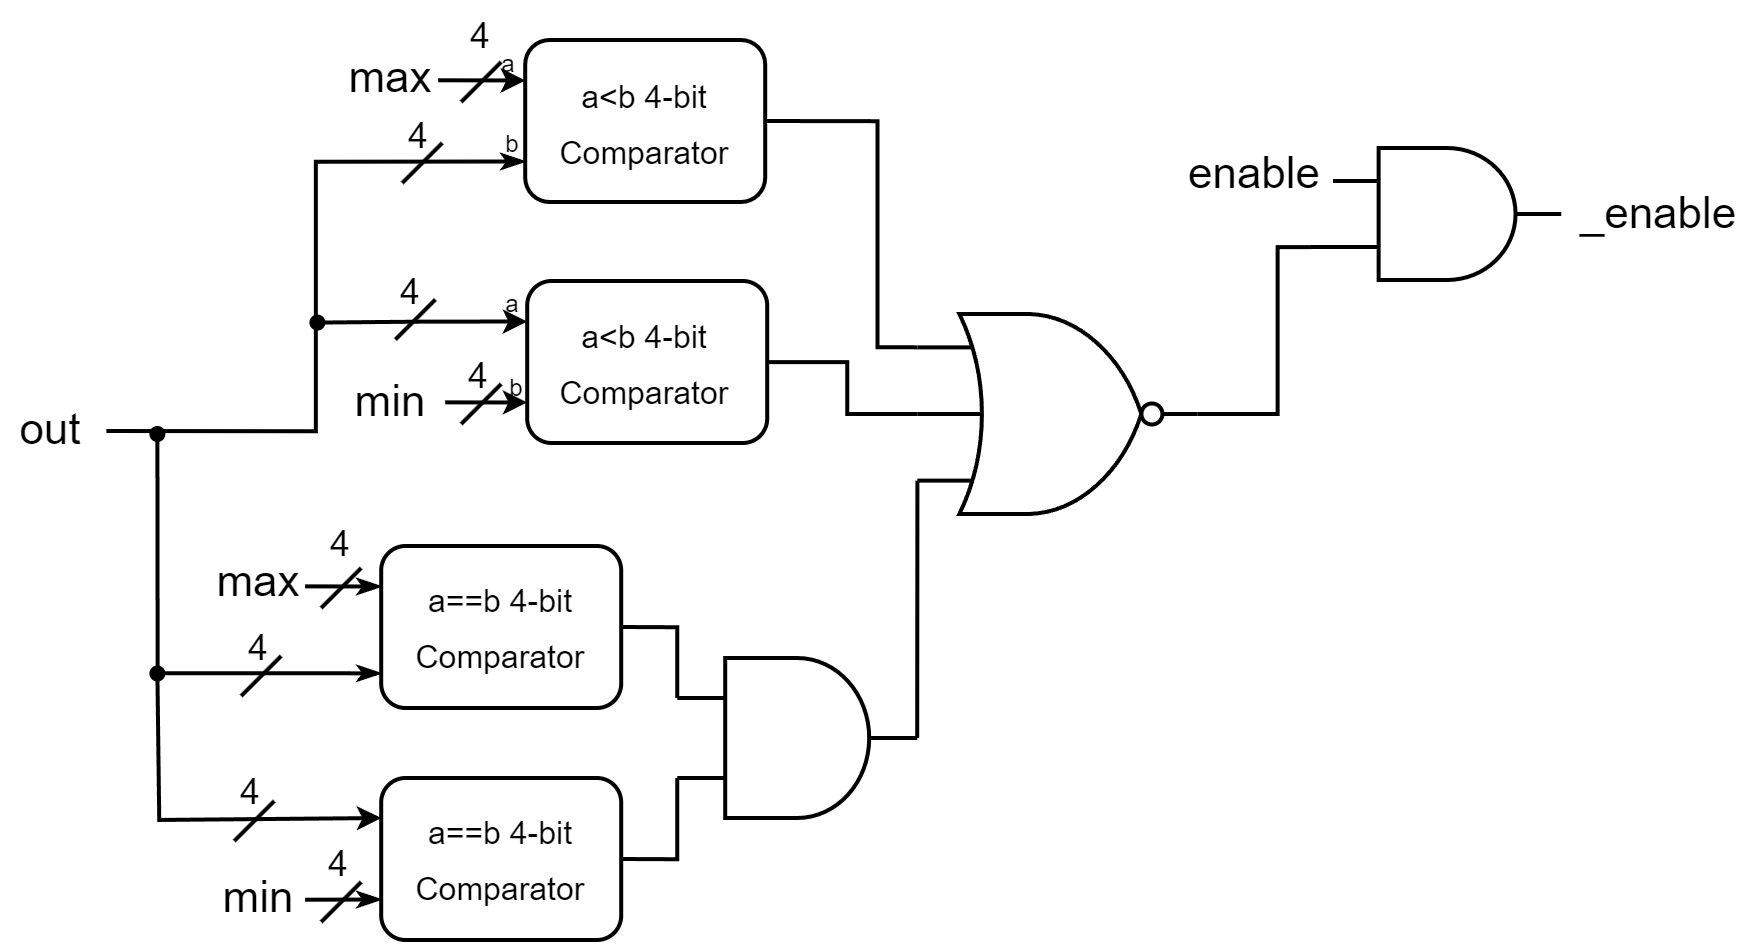 4
max
a
a<b 4-bit
Comparator
4
b
enable
_enable
4
a
a<b 4-bit
Comparator
4
min
b
out
4
max
a==b 4-bit
Comparator
4
4
a==b 4-bit
Comparator
4
min